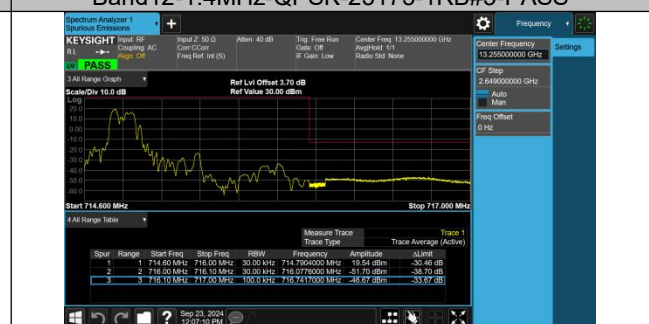 Band12-1.4MHz-QPSK-23173-1RB#5-PASS
Spectrum Analyzer 1
Spurious Emissions
Frequency
KEYSIGHT Input: RF Input Z: 50 Ω Atten: 40 dB Trig: Free Run Center Freq: 13.255000000 GHz
RL Coupling: AC Corr CCorr Gate: Off Avg|Hold: 1/1
Align: Off Freq Ref: Int (S) IF Gain: Low Radio Std: None
PASS
Center Frequency Settings
13.255000000 GHz
CF Step
2.649000000 GHz
Auto
Man
Freq Offset
0 Hz
3 All Range Graph
Ref Lvl Offset 3.70 dB
Scale/Div 10.0 dB Ref Value 30.00 dBm
Log
20.0
10.0
0.00
-10.0
-20.0
-30.0
-40.0
-50.0
-60.0
Start 714.600 MHz Stop 717.000 MHz
4 All Range Table
Measure Trace Trace 1
Trace Type Trace Average (Active)
Spur Range Start Freq Stop Freq RBW Frequency Amplitude ΔLimit
1 1 714.60 MHz 716.00 MHz 30.00 kHz 714.7904000 MHz 19.54 dBm -30.46 dB
2 2 716.00 MHz 716.10 MHz 30.00 kHz 716.0776000 MHz -51.70 dBm -38.70 dB
3 3 716.10 MHz 717.00 MHz 100.0 kHz 716.7417000 MHz -46.67 dBm -33.67 dB
Sep 23, 2024
12:07:10 PM